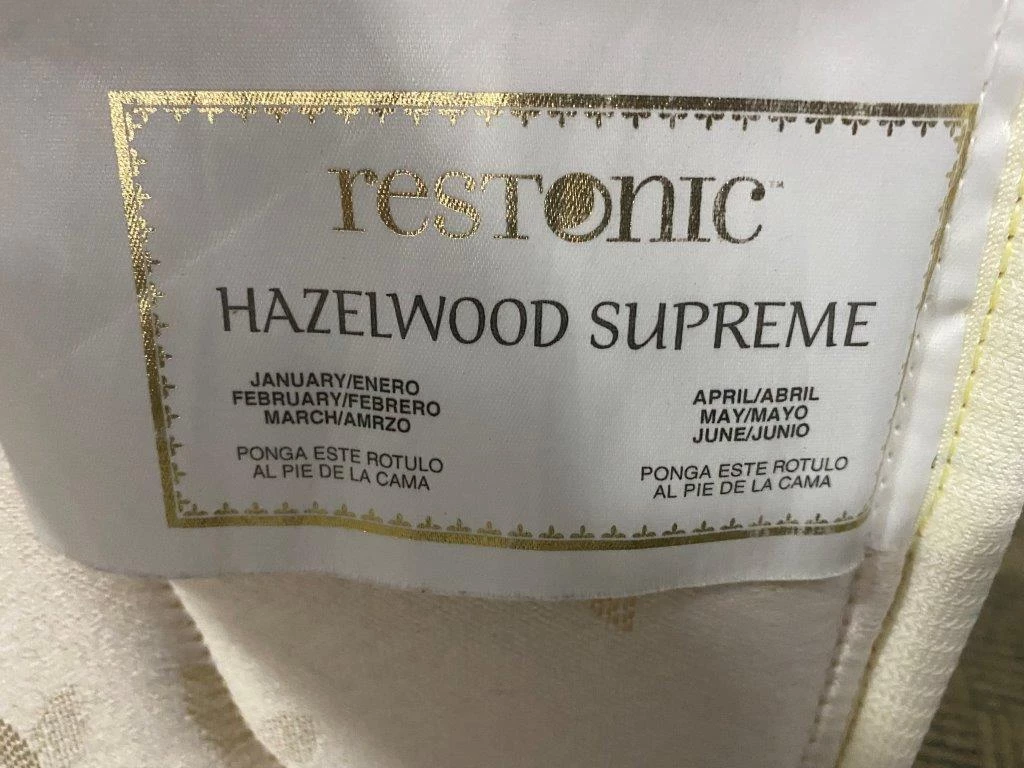 resTonic™
HAZELWOOD SUPREME
JANUARY/ENERO
FEBRUARY/FEBRERO
MARCH/AMRZO
PONGA ESTE ROTULO
AL PIE DE LA CAMA
APRIL/ABRIL
MAY/MAYO
JUNE/JUNIO
PONGA ESTE ROTULO
AL PIE DE LA CAMA